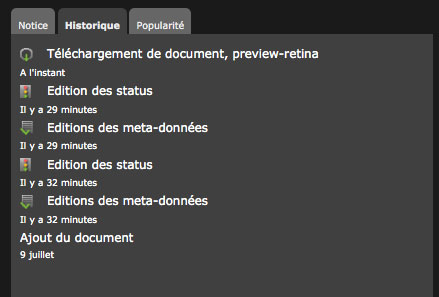 Notice Historique Popularité
Téléchargement de document, preview-retina
A l'instant
Edition des status
Il y a 29 minutes
Editions des meta-données
Il y a 29 minutes
Edition des status
Il y a 32 minutes
Editions des meta-données
Il y a 32 minutes
Ajout du document
9 juillet